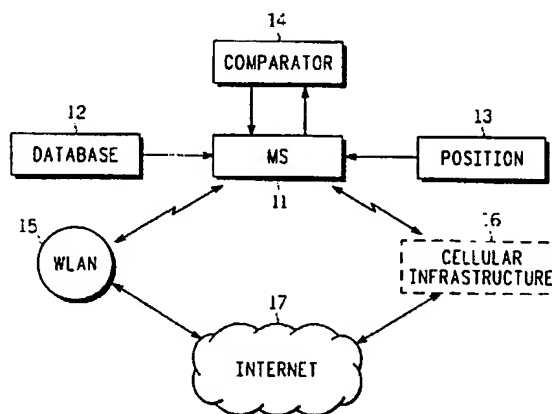 14
COMPARATOR
12
DATABASE
MS
11
13
POSITION
15
WLAN
16
CELLULAR
INFRASTRUCTURE
17
INTERNET